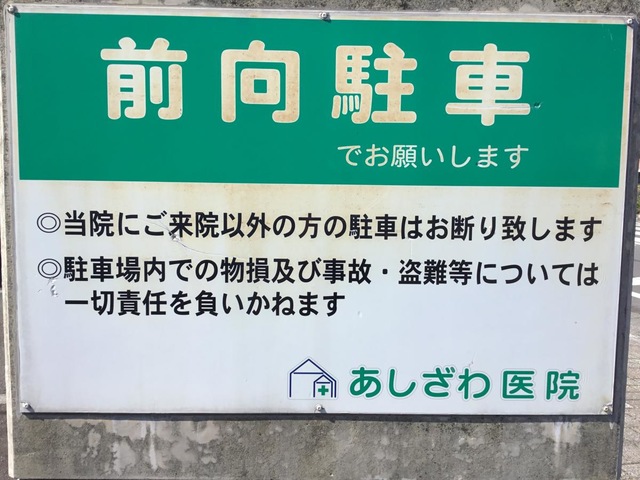 前向駐車
でお願いします
◎当院にご来院以外の方の駐車はお断り致します
◎駐車場内での物損及び事故・盗難等については
一切責任を負いかねます
あしざわ医院